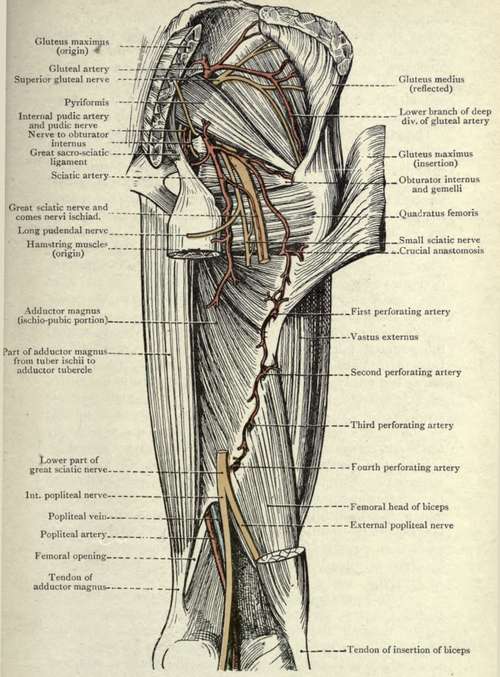 Gluteus maximus
(origin)
Gluteal artery
Superior gluteal nerve
Pyriformis
Internal pudic artery
and pudic nerve
Nerve to obturator
internus
Great sacro-sciatic
ligament
Sciatic artery
Great sciatic nerve and
comes nervi ischiad.
Long pudendal nerve
Hamstring muscles
(origin)
Adductor magnus
(ischio-pubic portion)
Part of adductor magnus
from tuber ischii to
adductor tubercle
Lower part of
great sciatic nerve
Int. popliteal nerve
Popliteal vein
Popliteal artery
Femoral opening
Tendon of
adductor magnus
Gluteus medius
(reflected)
Lower branch of deep
div. of gluteal artery
Gluteus maximus
(insertion)
Obturator internus
and gemelli
Quadratus femoris
Small sciatic nerve
Crucial anastomosis
First perforating artery
Vastus externus
Second perforating artery
Third perforating artery
Fourth perforating artery
Femoral head of biceps
External popliteal nerve
Tendon of insertion of biceps